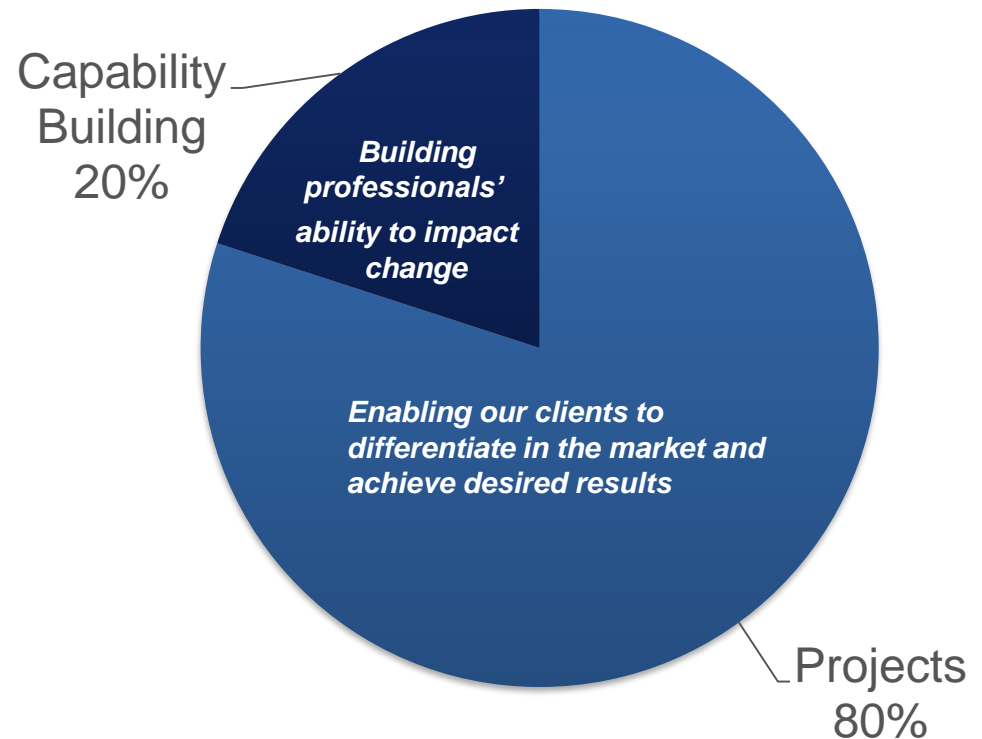 Capability
Building
20%
Building
professionals’
ability to impact
change
Enabling our clients to
differentiate in the market and
achieve desired results
Projects
80%